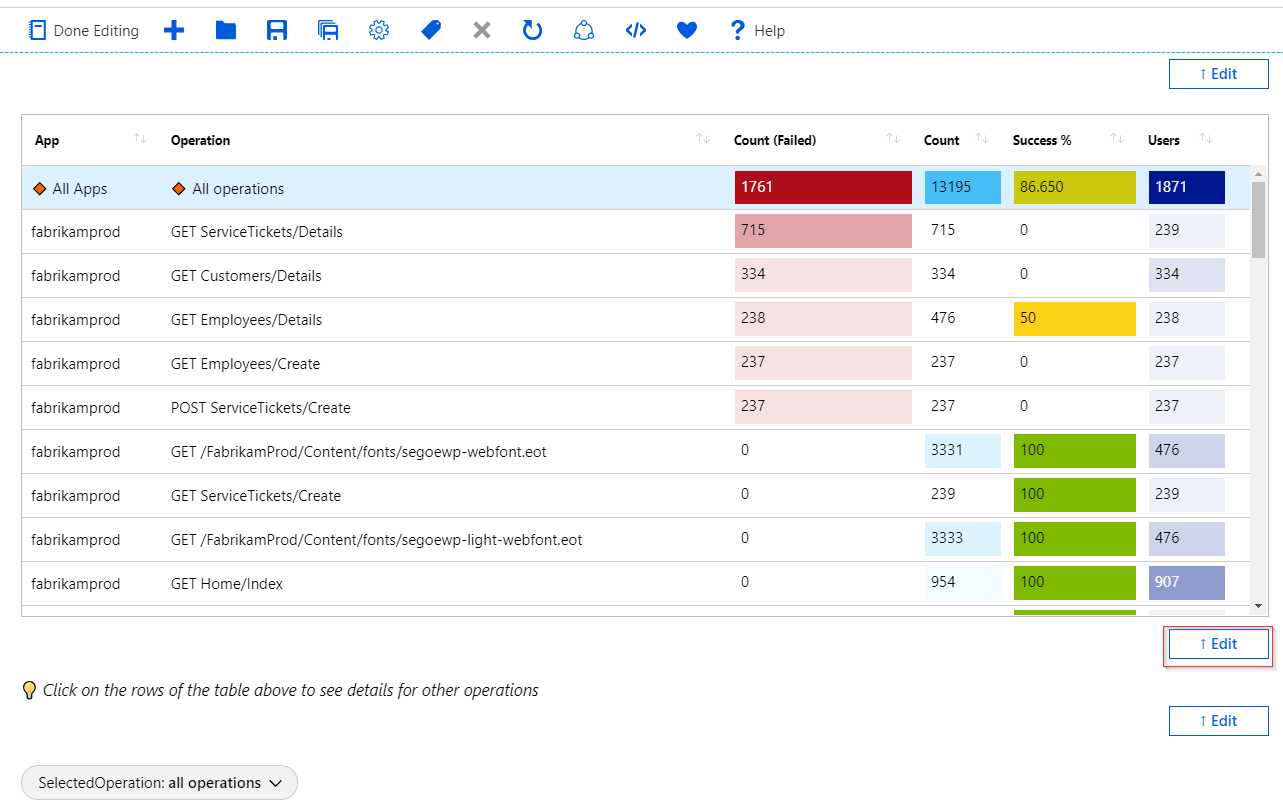 Done Editing Help
↑ Edit
App Operation Count (Failed) Count Success % Users
All Apps All operations 1761 13195 86.650 1871
fabrikamprod GET ServiceTickets/Details 715 715 0 239
fabrikamprod GET Customers/Details 334 334 0 334
fabrikamprod GET Employees/Details 238 476 50 238
fabrikamprod GET Employees/Create 237 237 0 237
fabrikamprod POST ServiceTickets/Create 237 237 0 237
fabrikamprod GET /FabrikamProd/Content/fonts/segoewp-webfont.eot 0 3331 100 476
fabrikamprod GET ServiceTickets/Create 0 239 100 239
fabrikamprod GET /FabrikamProd/Content/fonts/segoewp-light-webfont.eot 0 3333 100 476
fabrikamprod GET Home/Index 0 954 100 907
↑ Edit
Click on the rows of the table above to see details for other operations
↑ Edit
SelectedOperation: all operations